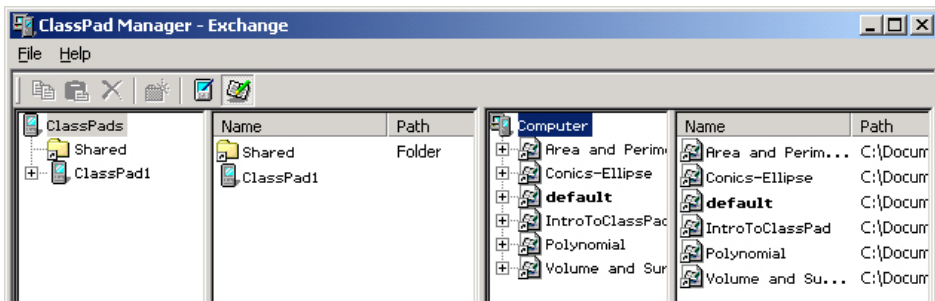 ClassPad Manager - Exchange
File Help
ClassPads
Shared
ClassPad1
Name Path
Shared Folder
ClassPad1
Computer
Area and Perim
Conics-Ellipse
default
IntroToClassPad
Polynomial
Volume and Sur
Name Path
Area and Perim... C:\Docum
Conics-Ellipse C:\Docum
default C:\Docum
IntroToClassPad C:\Docum
Polynomial C:\Docum
Volume and Su... C:\Docum